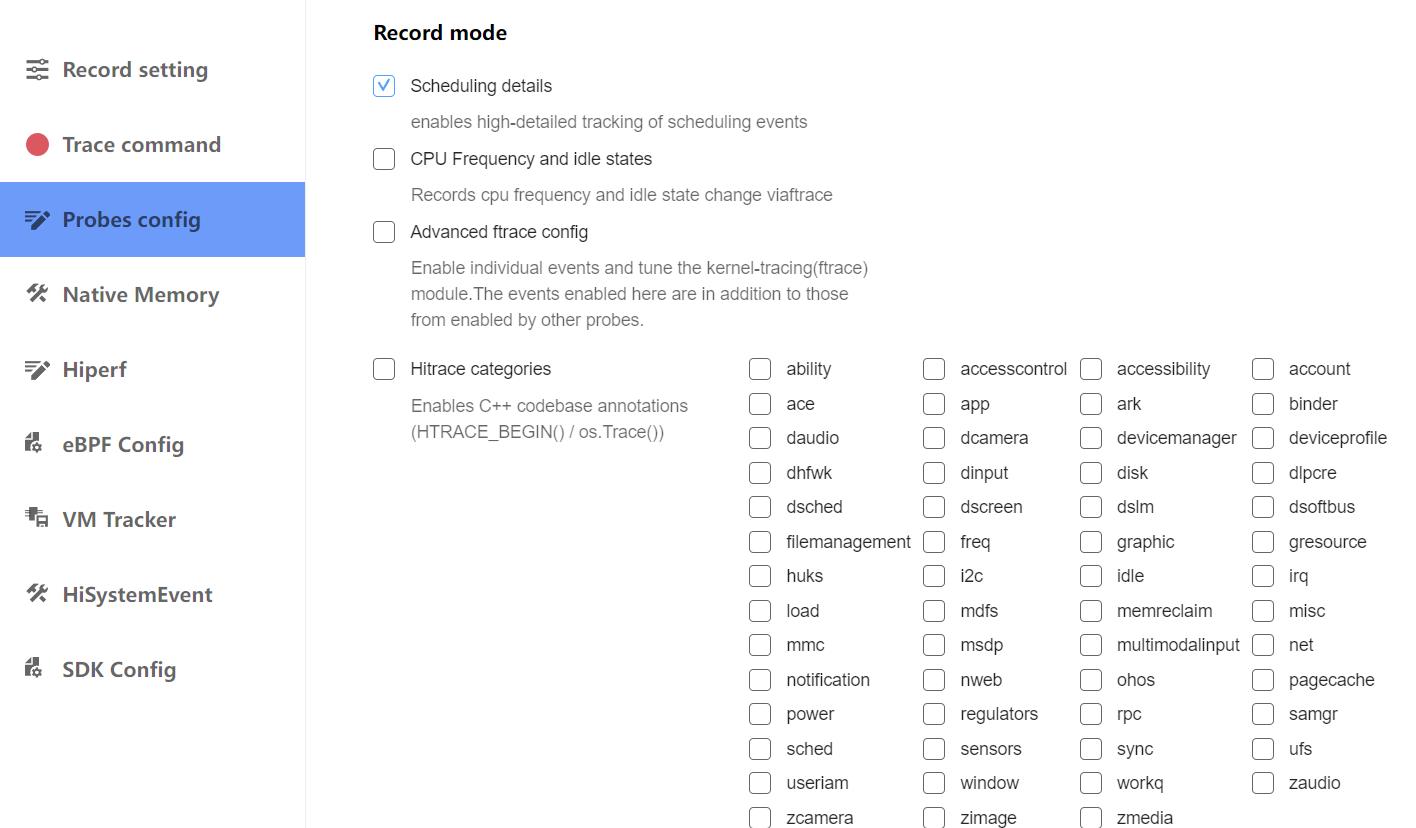 Record setting
Trace command
Probes config
Native Memory
Hiperf
eBPF Config
VM Tracker
HiSystemEvent
SDK Config
Record mode
Scheduling details
enables high-detailed tracking of scheduling events
CPU Frequency and idle states
Records cpu frequency and idle state change viaftrace
Advanced ftrace config
Enable individual events and tune the kernel-tracing(ftrace)
module.The events enabled here are in addition to those
from enabled by other probes.
Hitrace categories
Enables C++ codebase annotations
(HTRACE_BEGIN() / os.Trace())
ability accesscontrol accessibility account
ace app ark binder
daudio dcamera devicemanager deviceprofile
dhfwk dinput disk dlpcre
dsched dscreen dslm dsoftbus
filemanagement freq graphic gresource
huks i2c idle irq
load mdfs memreclaim misc
mmc msdp multimodalinput net
notification nweb ohos pagecache
power regulators rpc samgr
sched sensors sync ufs
useriam window workq zaudio
zcamera zimage zmedia